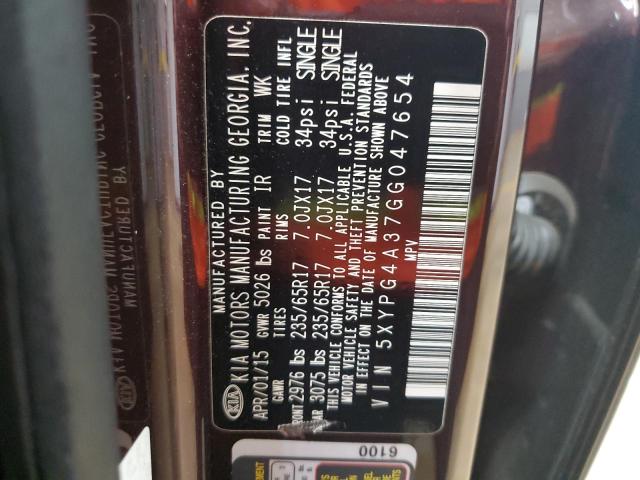 MANUFACTURED BY
KIA KIA MOTORS MANUFACTURING GEORGIA. INC.
APR/01/15 GVWR 5026 lbs PAINT IR TRIM WK
GAWR TIRES RIMS COLD TIRE INFL
2976 lbs 235/65R17 7.0JX17 34psi SINGLE
3075 lbs 235/65R17 7.0JX17 34psi SINGLE
THIS VEHICLE CONFORMS TO ALL APPLICABLE U.S.A. FEDERAL
MOTOR VEHICLE SAFETY AND THEFT PREVENTION STANDARDS
IN EFFECT ON THE DATE OF MANUFACTURE SHOWN ABOVE
VIN 5XYPG4A37GG047654
MPV
6100